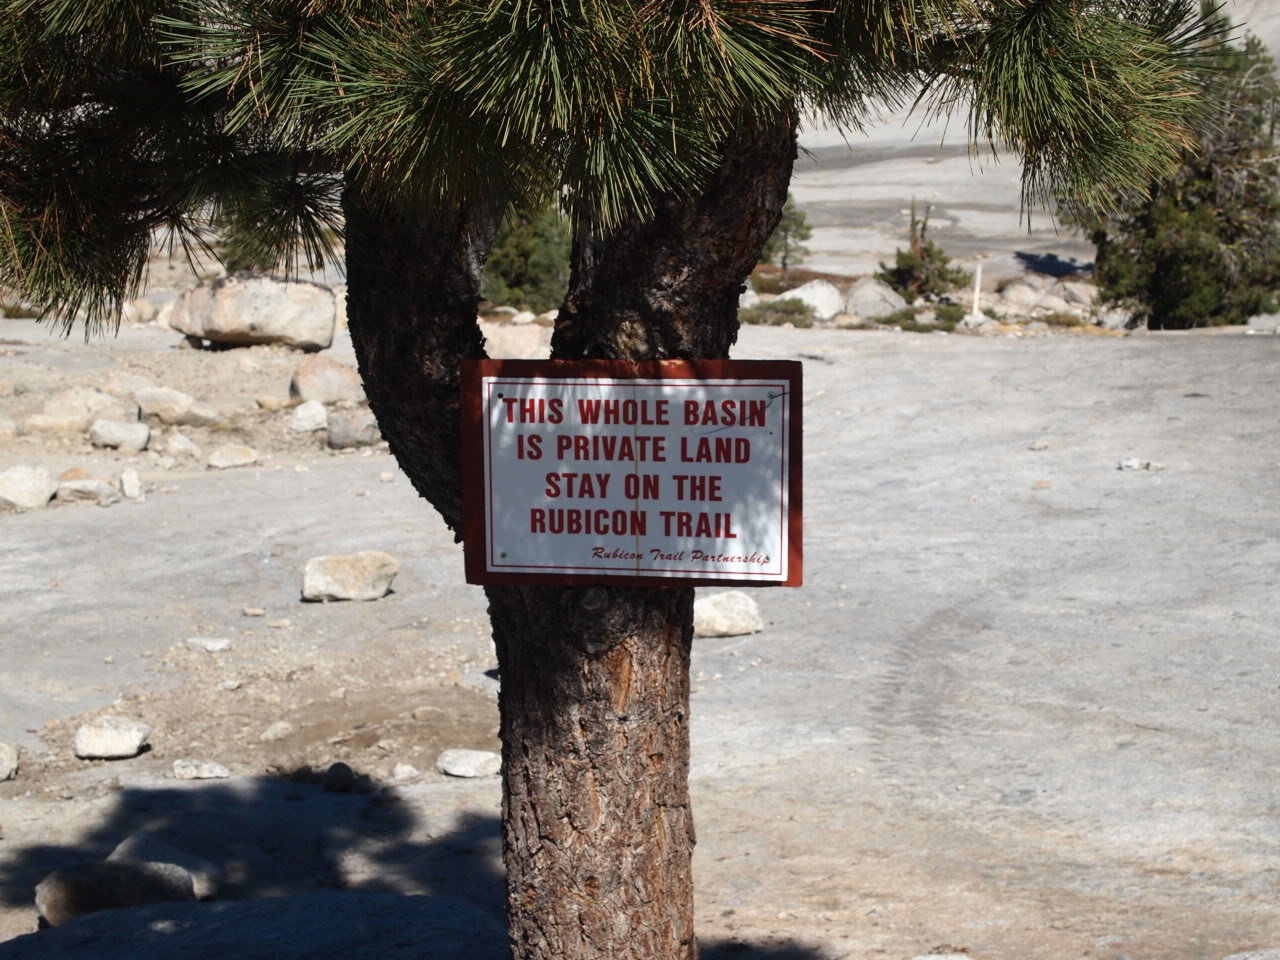 THIS WHOLE BASIN
IS PRIVATE LAND
STAY ON THE
RUBICON TRAIL
Rubicon Trail Partnership